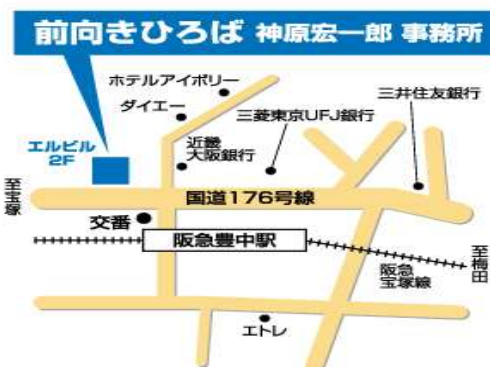 前向きひろば 神原宏一郎 事務所
ホテルアイボリー
ダイエー
三菱東京UFJ銀行
三井住友銀行
近畿
大阪銀行
エルビル
2F
至宝塚
国道176号線
交番
阪急豊中駅
至梅田
阪急
宝塚線
エトレ